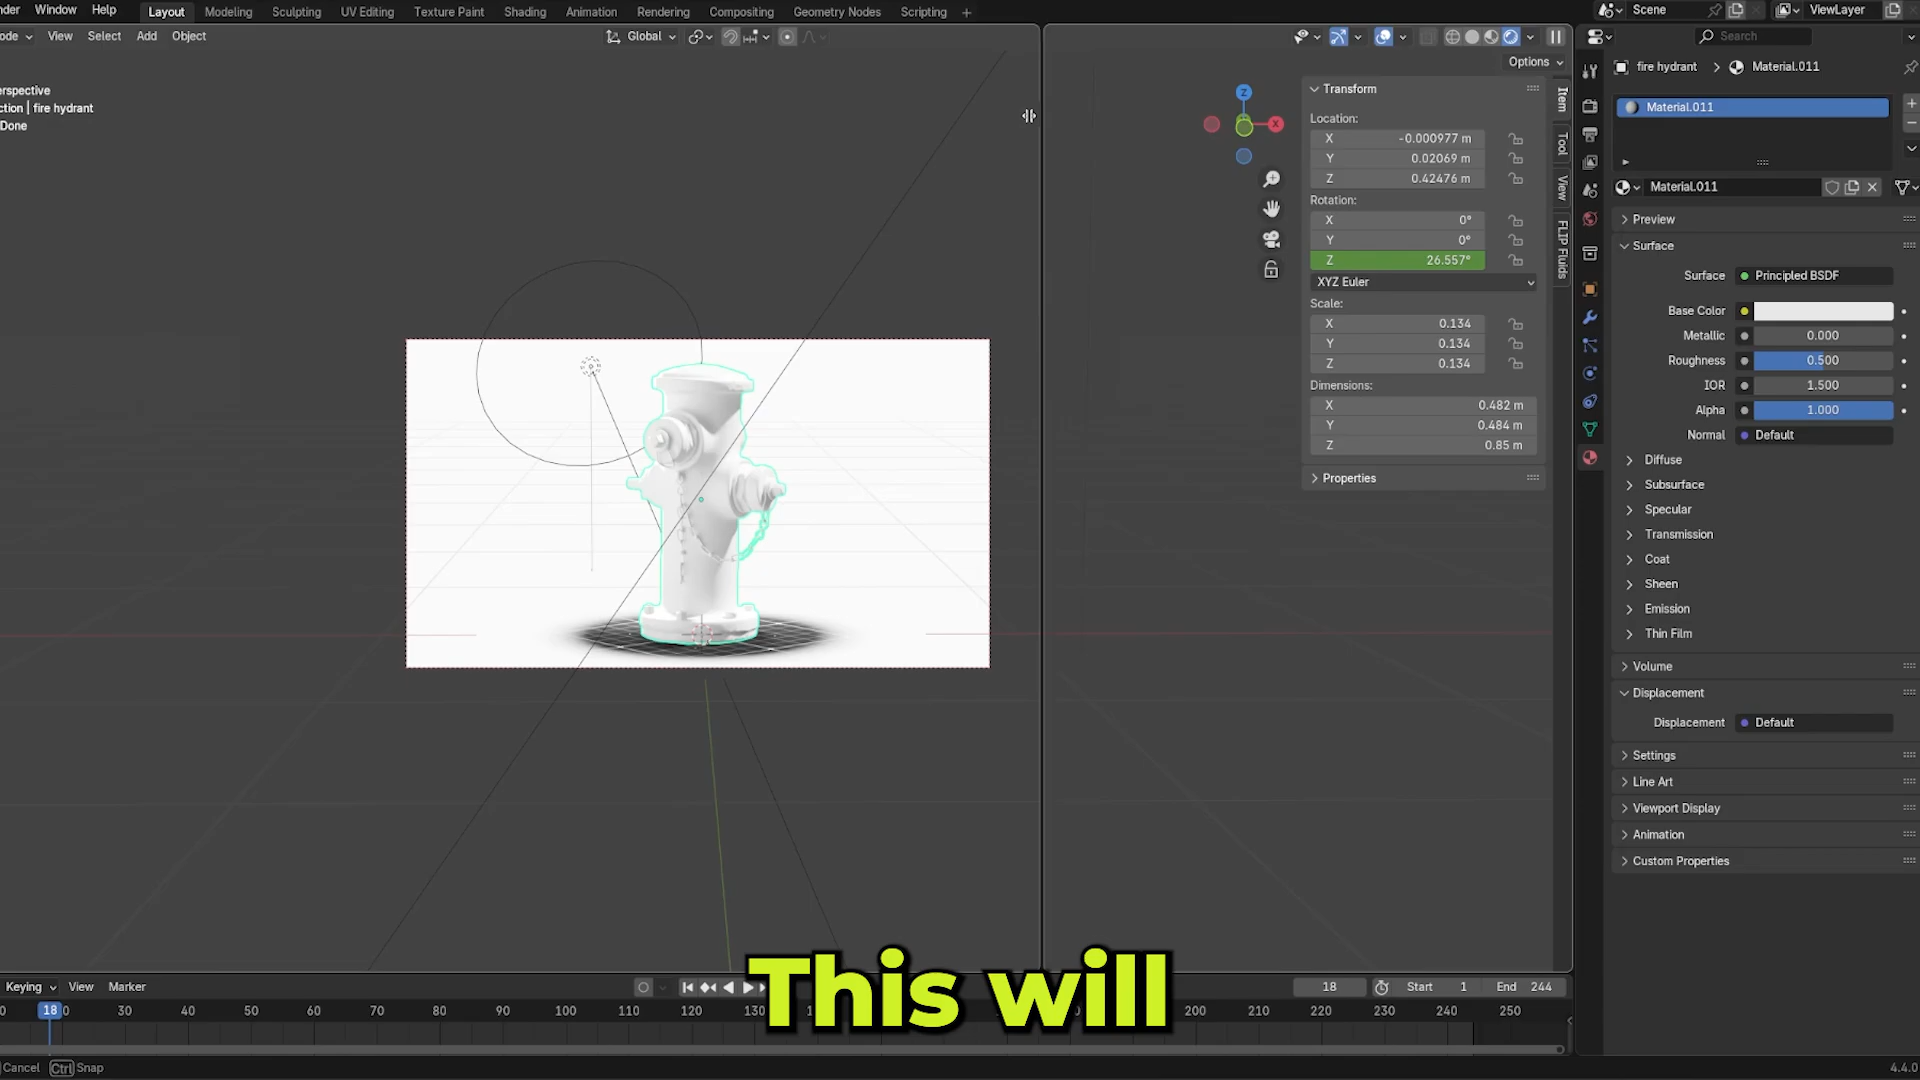 nder Window Help Layout Modeling Sculpting UV Editing Texture Paint Shading Animation Rendering Compositing Geometry Nodes Scripting + Scene ViewLayer
ode View Select Add Object Global Search
Options
erspective
ction | fire hydrant
Done
Z
X
Transform
Location:
X -0.000977 m
Y 0.02069 m
Z 0.42476 m
Rotation:
X 0°
Y 0°
Z 26.557°
XYZ Euler
Scale:
X 0.134
Y 0.134
Z 0.134
Dimensions:
X 0.482 m
Y 0.484 m
Z 0.85 m
Properties
Item
Tool
View
FLIP Fluids
fire hydrant > Material.011
Material.011
Material.011
Preview
Surface
Surface Principled BSDF
Base Color
Metallic 0.000
Roughness 0.500
IOR 1.500
Alpha 1.000
Normal Default
Diffuse
Subsurface
Specular
Transmission
Coat
Sheen
Emission
Thin Film
Volume
Displacement
Displacement Default
Settings
Line Art
Viewport Display
Animation
Custom Properties
This will
Keying View Marker 18 Start 1 End 244
0 18 0 30 40 50 60 70 80 90 100 110 120 130 200 210 220 230 240 250
Cancel Ctrl Snap 4.4.0